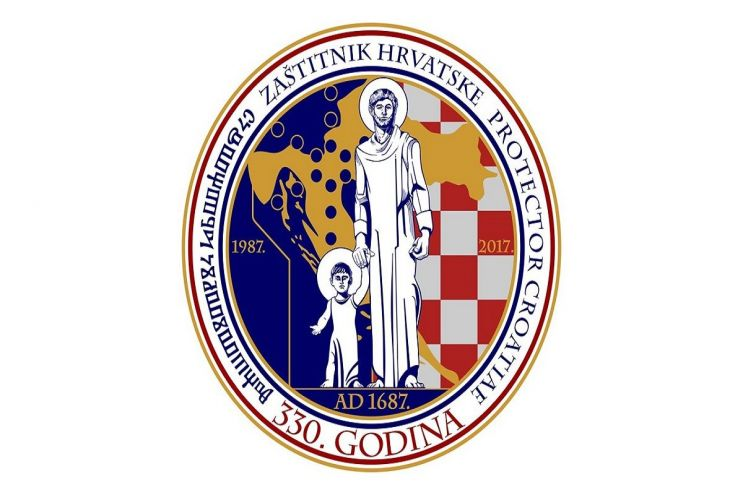 ZAŠTITNIK HRVATSKE
PROTECTOR CROATIAE
1987.
2017.
AD 1687.
330. GODINA